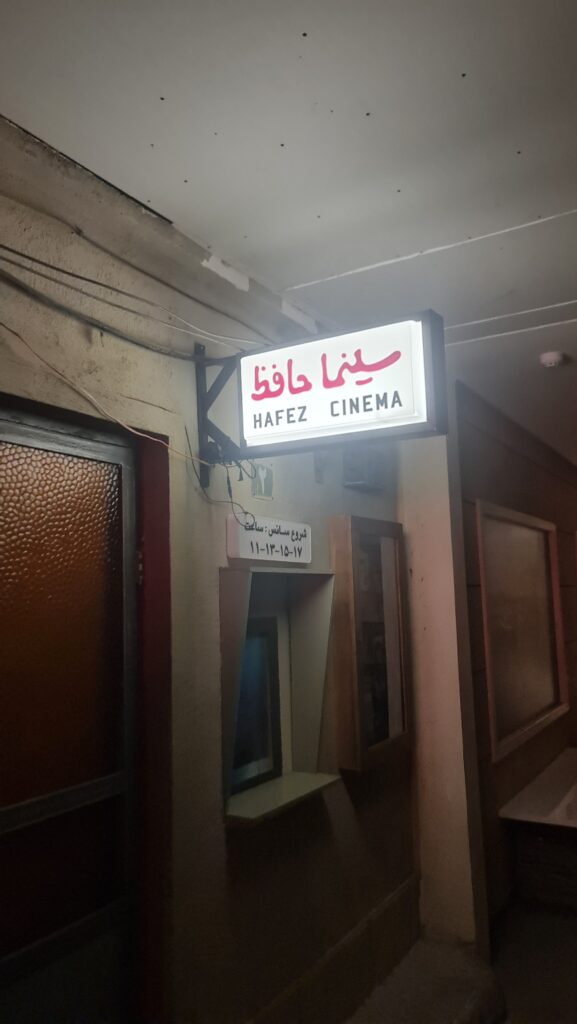 سینما حافظ
HAFEZ CINEMA
شروع سانس : ساعت
۱۱-۱۳-۱۵-۱۷